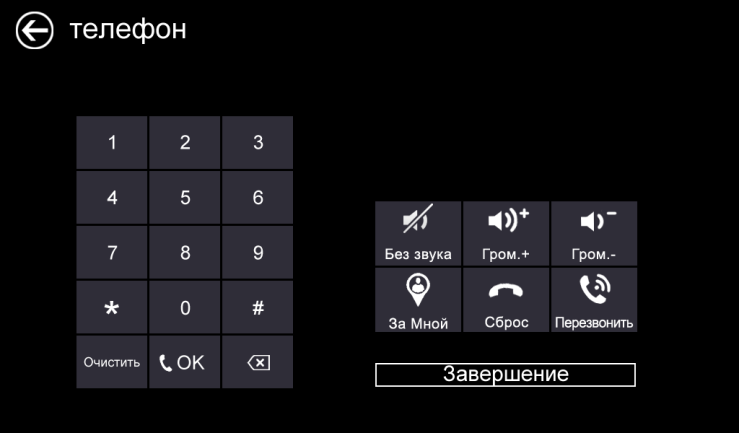 телефон
1 2 3
4 5 6
7 8 9
* 0 #
Очистить OK
Без звука Гром.+ Гром.-
За Мной Сброс Перезвонить
Завершение